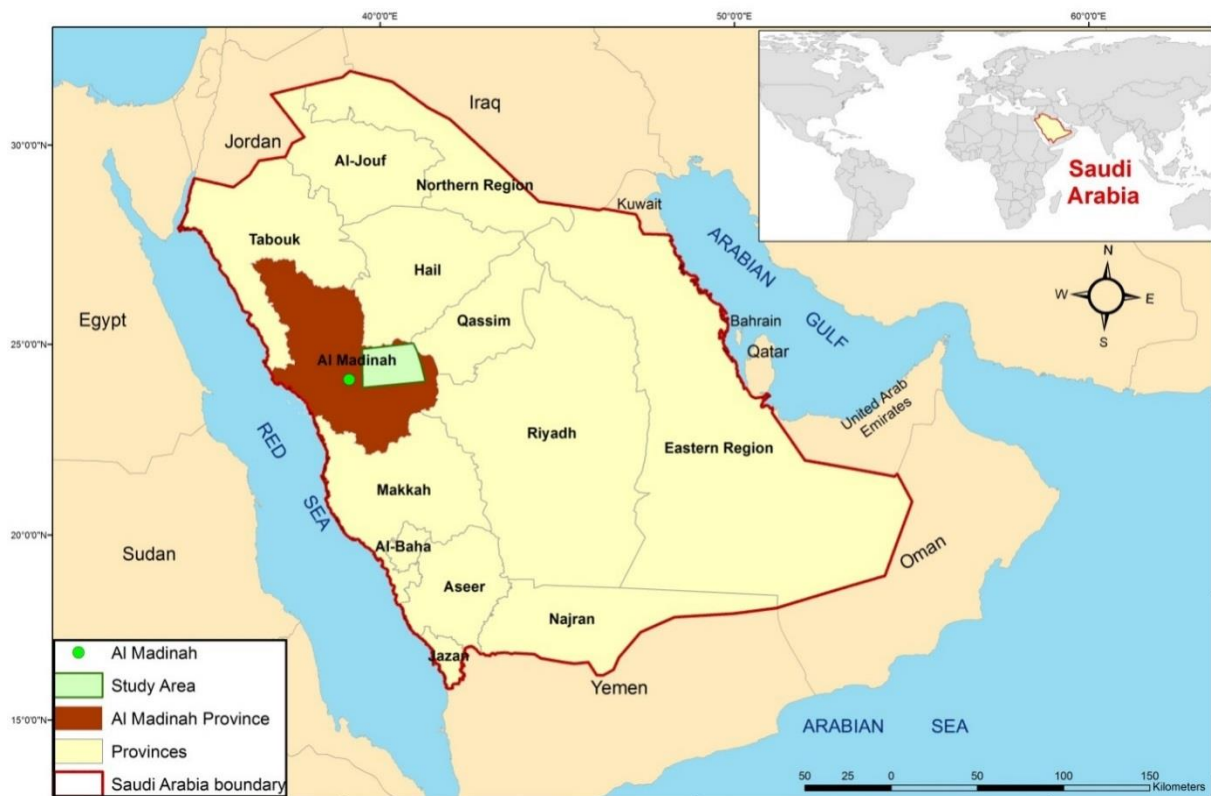 40°0'0"E
50°0'0"E
60°0'0"E
30°0'0"N
25°0'0"N
20°0'0"N
15°0'0"N
Iraq
Jordan
Al-Jouf
Northern Region
Kuwait
Tabouk
Hail
ARABIAN
GULF
Egypt
Qassim
Bahrain
Qatar
Al Madinah
United Arab
Emirates
RED
SEA
Riyadh
Eastern Region
Makkah
Sudan
Al-Baha
Oman
Aseer
Najran
Jazan
Yemen
ARABIAN SEA
Saudi
Arabia
N
W
E
S
Al Madinah
Study Area
Al Madinah Province
Provinces
Saudi Arabia boundary
50 25 0 50 100 150
Kilometers